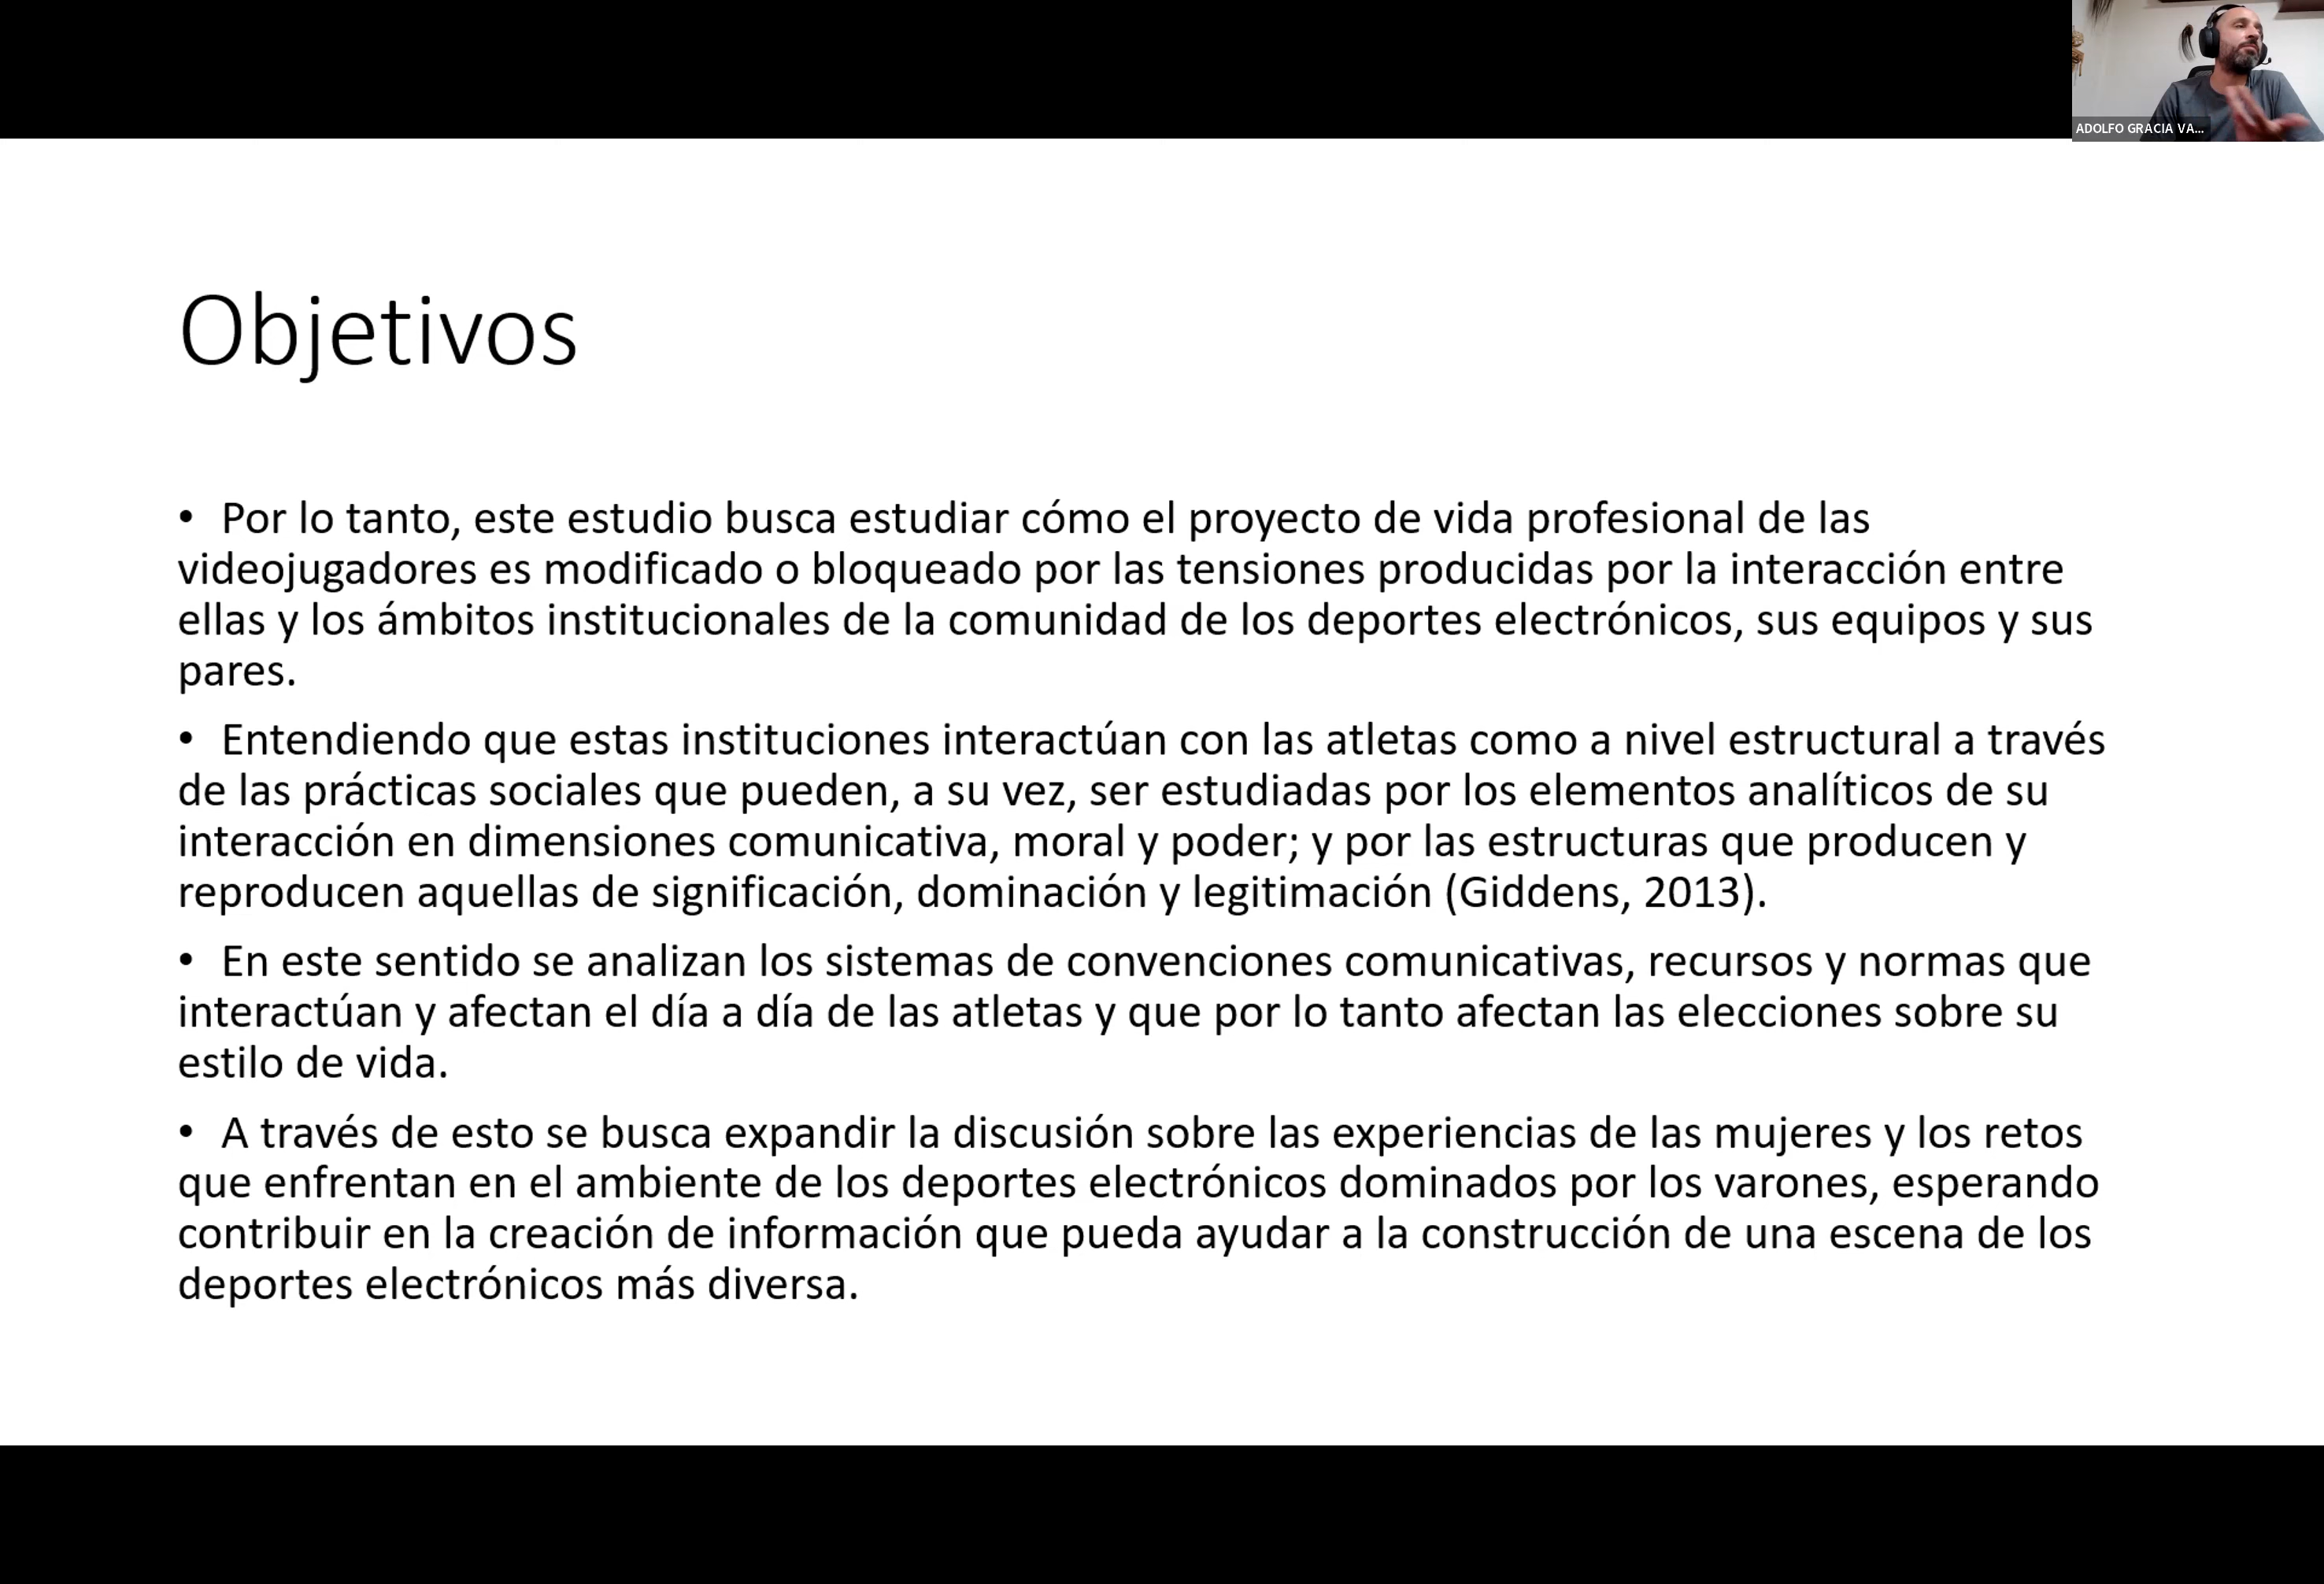 ADOLFO GRACIA VA...
Objetivos
• Por lo tanto, este estudio busca estudiar cómo el proyecto de vida profesional de las
videojugadores es modificado o bloqueado por las tensiones producidas por la interacción entre
ellas y los ámbitos institucionales de la comunidad de los deportes electrónicos, sus equipos y sus
pares.
• Entendiendo que estas instituciones interactúan con las atletas como a nivel estructural a través
de las prácticas sociales que pueden, a su vez, ser estudiadas por los elementos analíticos de su
interacción en dimensiones comunicativa, moral y poder; y por las estructuras que producen y
reproducen aquellas de significación, dominación y legitimación (Giddens, 2013).
• En este sentido se analizan los sistemas de convenciones comunicativas, recursos y normas que
interactúan y afectan el día a día de las atletas y que por lo tanto afectan las elecciones sobre su
estilo de vida.
• A través de esto se busca expandir la discusión sobre las experiencias de las mujeres y los retos
que enfrentan en el ambiente de los deportes electrónicos dominados por los varones, esperando
contribuir en la creación de información que pueda ayudar a la construcción de una escena de los
deportes electrónicos más diversa.